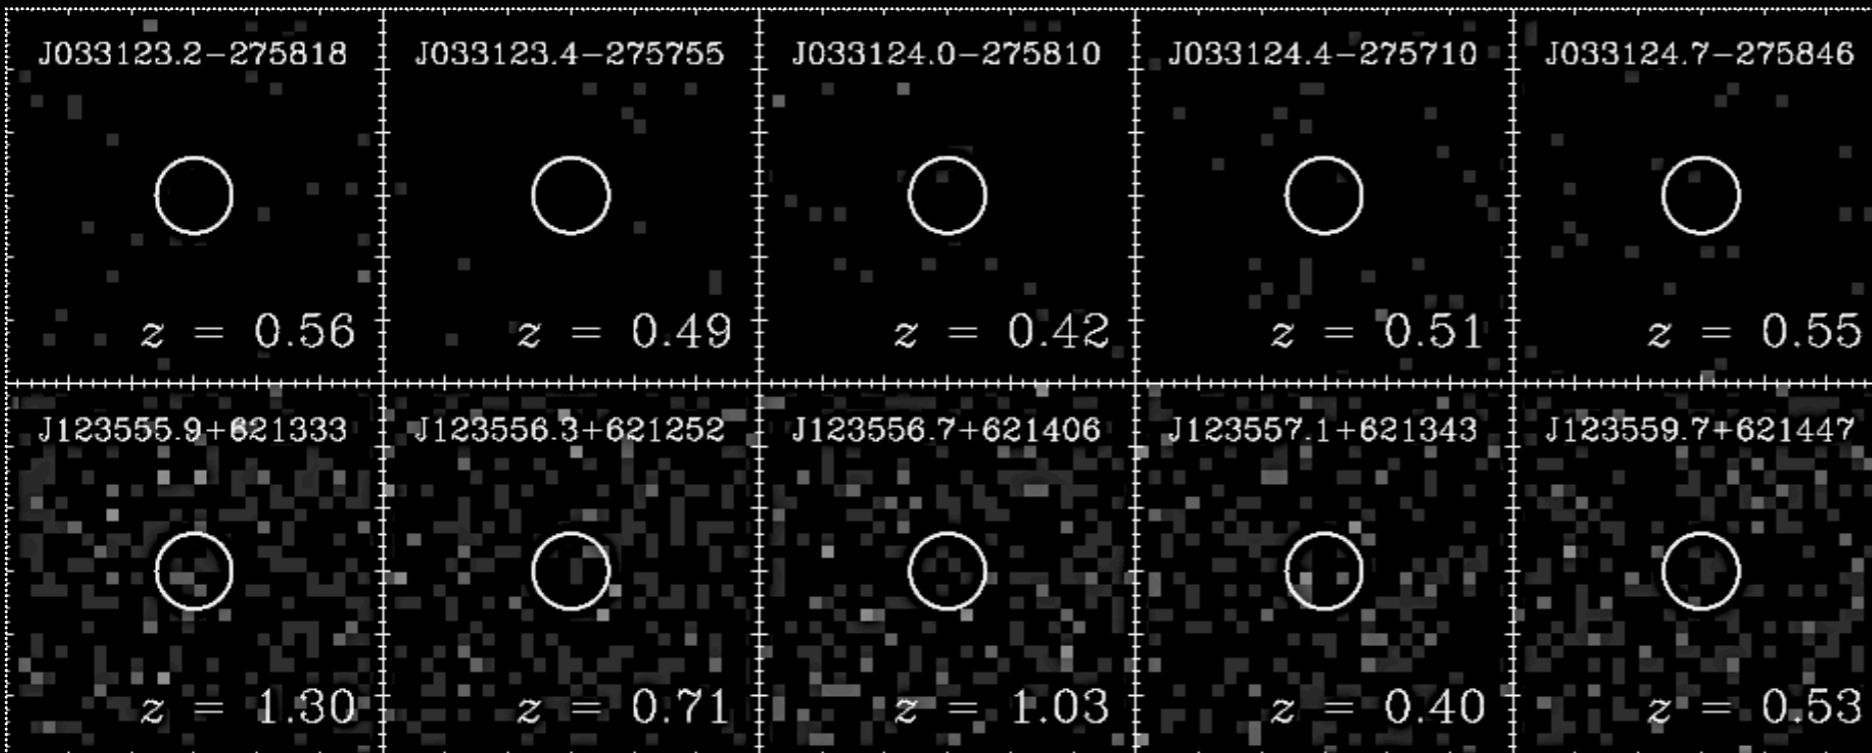 J033123.2−275818 J033123.4−275755 J033124.0−275810 J033124.4−275710 J033124.7−275846
z = 0.56 z = 0.49 z = 0.42 z = 0.51 z = 0.55
J123555.9+621333 J123556.3+621252 J123556.7+621406 J123557.1+621343 J123559.7+621447
z = 1.30 z = 0.71 z = 1.03 z = 0.40 z = 0.53